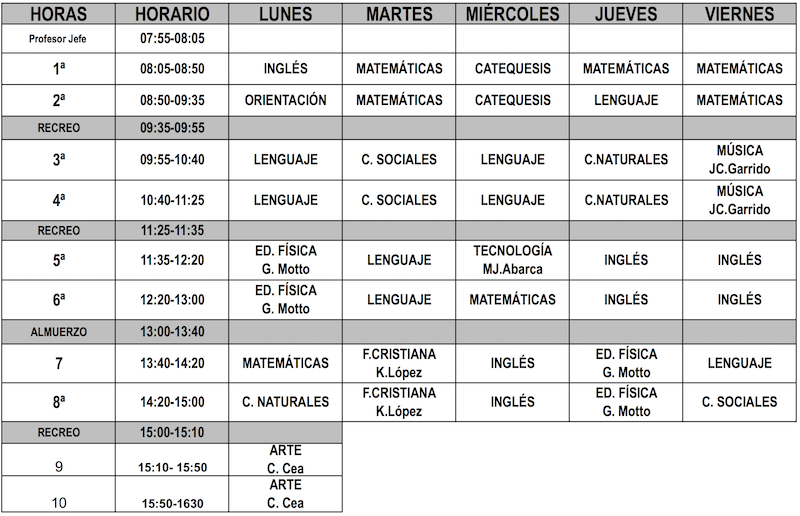 HORAS HORARIO LUNES MARTES MIÉRCOLES JUEVES VIERNES
Profesor Jefe 07:55-08:05
1ª 08:05-08:50 INGLÉS MATEMÁTICAS CATEQUESIS MATEMÁTICAS MATEMÁTICAS
2ª 08:50-09:35 ORIENTACIÓN MATEMÁTICAS CATEQUESIS LENGUAJE MATEMÁTICAS
RECREO 09:35-09:55
3ª 09:55-10:40 LENGUAJE C. SOCIALES LENGUAJE C.NATURALES MÚSICA
JC.Garrido
4ª 10:40-11:25 LENGUAJE C. SOCIALES LENGUAJE C.NATURALES MÚSICA
JC.Garrido
RECREO 11:25-11:35
5ª 11:35-12:20 ED. FÍSICA LENGUAJE TECNOLOGÍA INGLÉS INGLÉS
G. Motto MJ.Abarca
6ª 12:20-13:00 ED. FÍSICA LENGUAJE MATEMÁTICAS INGLÉS INGLÉS
G. Motto
ALMUERZO 13:00-13:40
7 13:40-14:20 MATEMÁTICAS F.CRISTIANA INGLÉS ED. FÍSICA LENGUAJE
K.López G. Motto
8ª 14:20-15:00 C. NATURALES F.CRISTIANA INGLÉS ED. FÍSICA C. SOCIALES
K.López G. Motto
RECREO 15:00-15:10
9 15:10- 15:50 ARTE
C. Cea
10 15:50-1630 ARTE
C. Cea